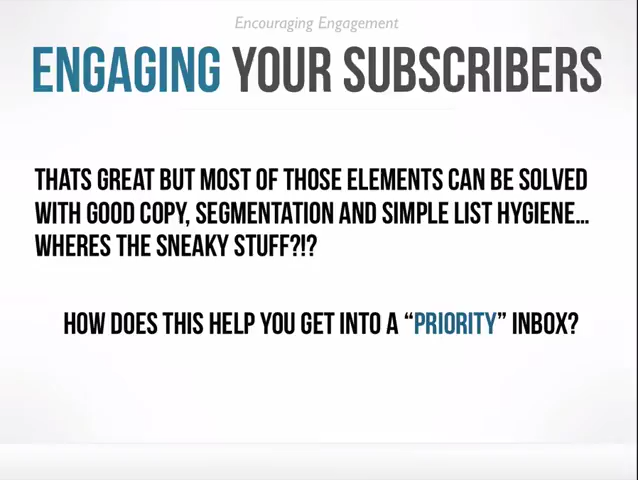 Encouraging Engagement
ENGAGING YOUR SUBSCRIBERS
THATS GREAT BUT MOST OF THOSE ELEMENTS CAN BE SOLVED
WITH GOOD COPY, SEGMENTATION AND SIMPLE LIST HYGIENE...
WHERES THE SNEAKY STUFF?!?
HOW DOES THIS HELP YOU GET INTO A “PRIORITY” INBOX?